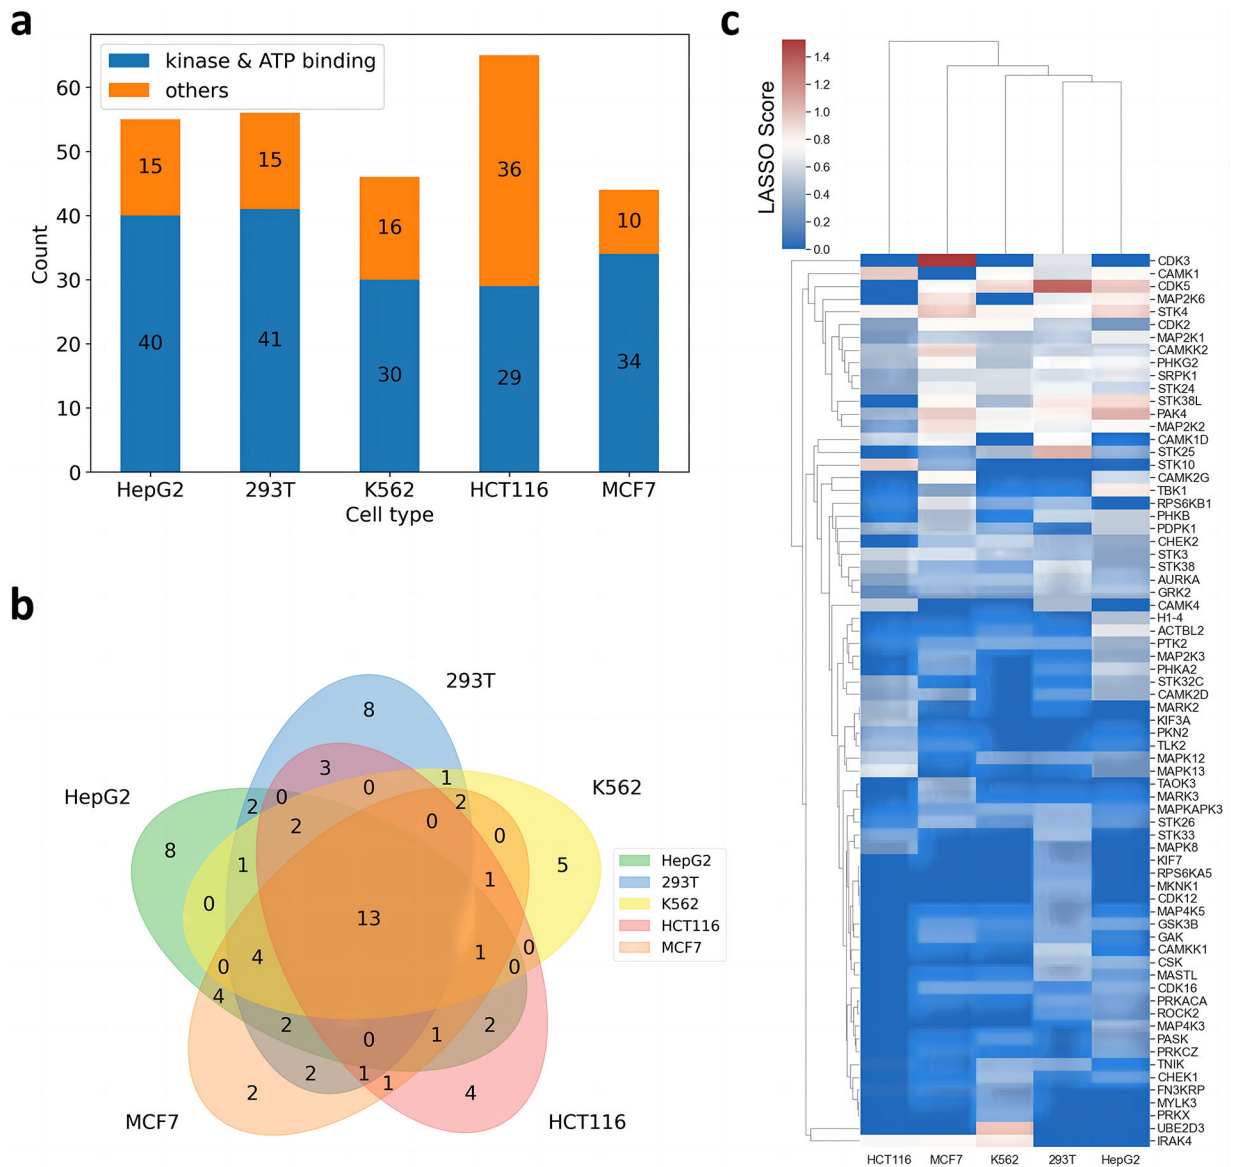 a
kinase & ATP binding
others
Count
60
50
40
30
20
10
0
15
15
16
36
10
40
41
30
29
34
HepG2 293T K562 HCT116 MCF7
Cell type
b
293T
HepG2
K562
MCF7
HCT116
8
3
1
0
2
0
2
2
0
0
8
1
5
1
0
13
4
1
0
0
0
4
2
2
1
0
2
1
1
2
4
HepG2
293T
K562
HCT116
MCF7
c
LASSO Score
1.4
1.2
1.0
0.8
0.6
0.4
0.2
0.0
CDK3
CAMK1
CDK5
MAP2K6
STK4
CDK2
MAP2K1
CAMKK2
PHKG2
SRPK1
STK24
STK38L
PAK4
MAP2K2
CAMK1D
STK25
STK10
CAMK2G
TBK1
RPS6KB1
PHKB
PDPK1
CHEK2
STK3
STK38
AURKA
GRK2
CAMK4
H1-4
ACTBL2
PTK2
MAP2K3
PHKA2
STK32C
CAMK2D
MARK2
KIF3A
PKN2
TLK2
MAPK12
MAPK13
TAOK3
MARK3
MAPKAPK3
STK26
STK33
MAPK8
KIF7
RPS6KA5
MKNK1
CDK12
MAP4K5
GSK3B
GAK
CAMKK1
CSK
MASTL
CDK16
PRKACA
ROCK2
MAP4K3
PASK
PRKCZ
TNIK
CHEK1
FN3KRP
MYLK3
PRKX
UBE2D3
IRAK4
HCT116 MCF7 K562 293T HepG2